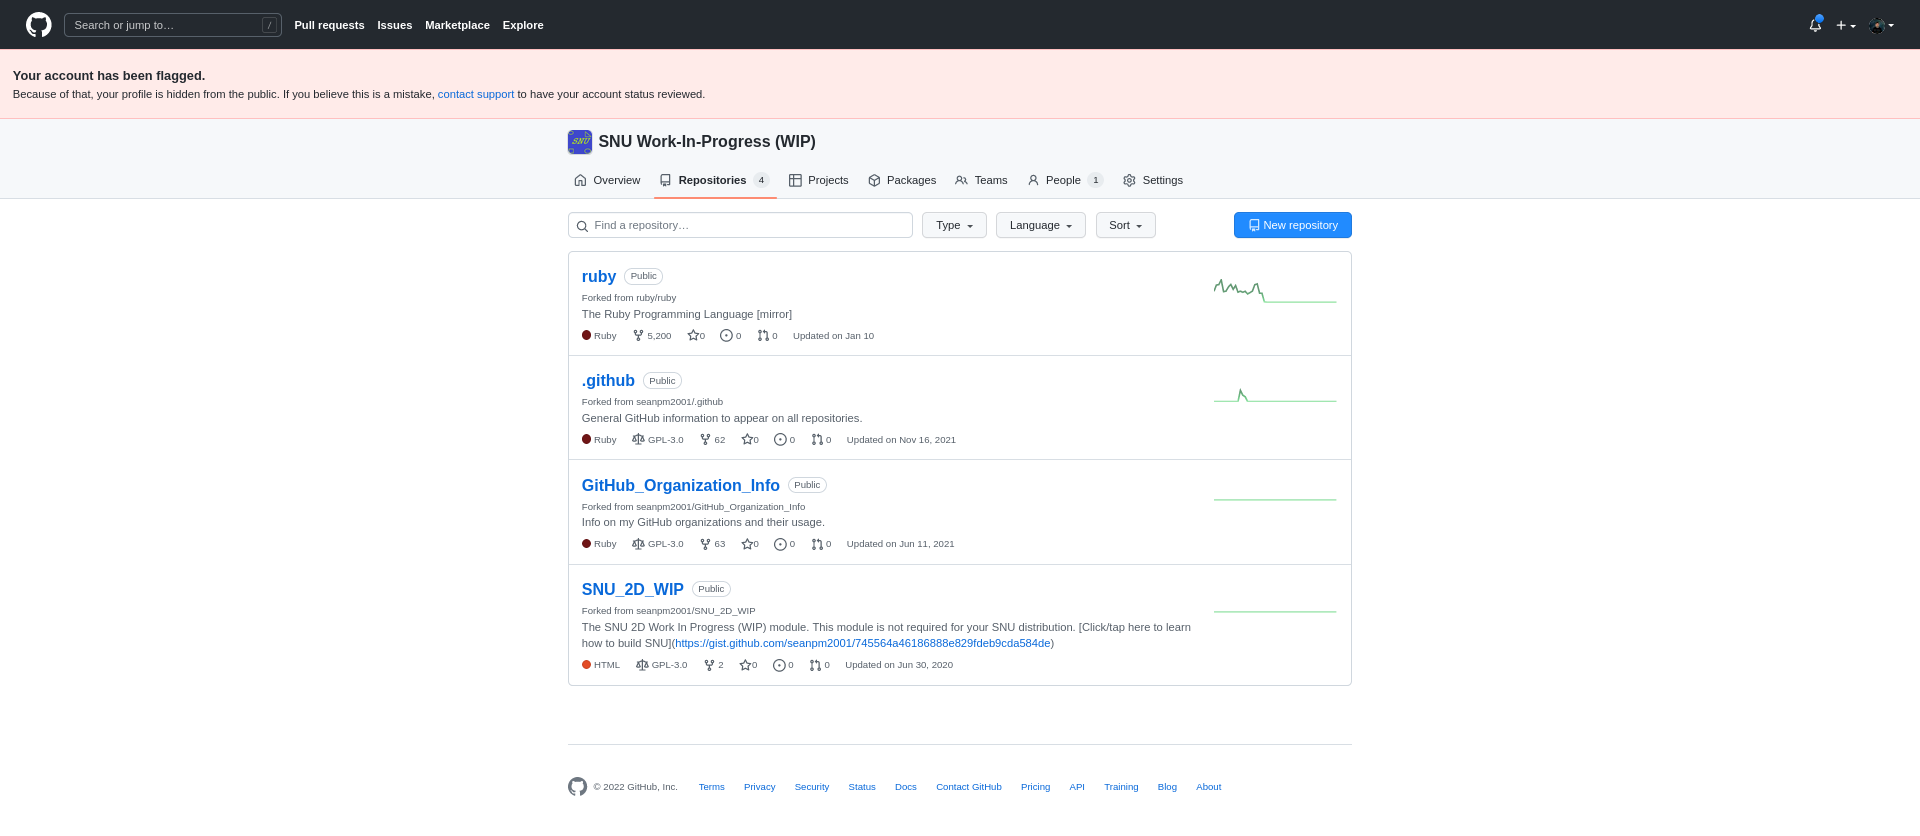 Search or jump to… /
Pull requests Issues Marketplace Explore
Your account has been flagged.
Because of that, your profile is hidden from the public. If you believe this is a mistake, contact support to have your account status reviewed.
SNU SNU Work-In-Progress (WIP)
Overview Repositories 4 Projects Packages Teams People 1 Settings
Find a repository… Type Language Sort New repository
ruby Public
Forked from ruby/ruby
The Ruby Programming Language [mirror]
Ruby 5,200 0 0 0 Updated on Jan 10
.github Public
Forked from seanpm2001/.github
General GitHub information to appear on all repositories.
Ruby GPL-3.0 62 0 0 0 Updated on Nov 16, 2021
GitHub_Organization_Info Public
Forked from seanpm2001/GitHub_Organization_Info
Info on my GitHub organizations and their usage.
Ruby GPL-3.0 63 0 0 0 Updated on Jun 11, 2021
SNU_2D_WIP Public
Forked from seanpm2001/SNU_2D_WIP
The SNU 2D Work In Progress (WIP) module. This module is not required for your SNU distribution. [Click/tap here to learn
how to build SNU](https://gist.github.com/seanpm2001/745564a46186888e829fdeb9cda584de)
HTML GPL-3.0 2 0 0 0 Updated on Jun 30, 2020
© 2022 GitHub, Inc. Terms Privacy Security Status Docs Contact GitHub Pricing API Training Blog About